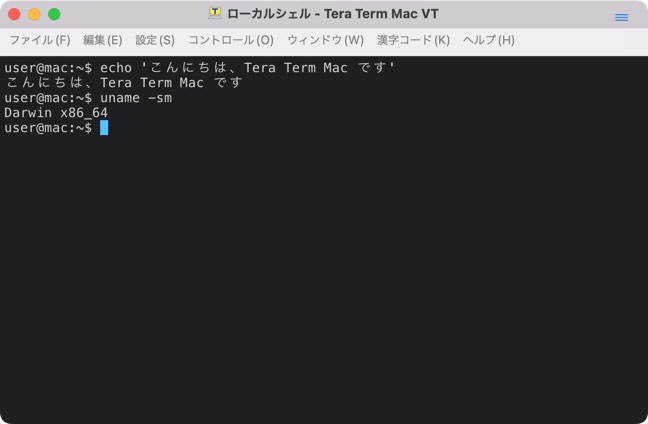 ローカルシェル - Tera Term Mac VT
ファイル(F) 編集(E) 設定(S) コントロール(O) ウィンドウ(W) 漢字コード(K) ヘルプ(H)
user@mac:~$ echo 'こんにちは、Tera Term Mac です'
こんにちは、Tera Term Mac です
user@mac:~$ uname -sm
Darwin x86_64
user@mac:~$